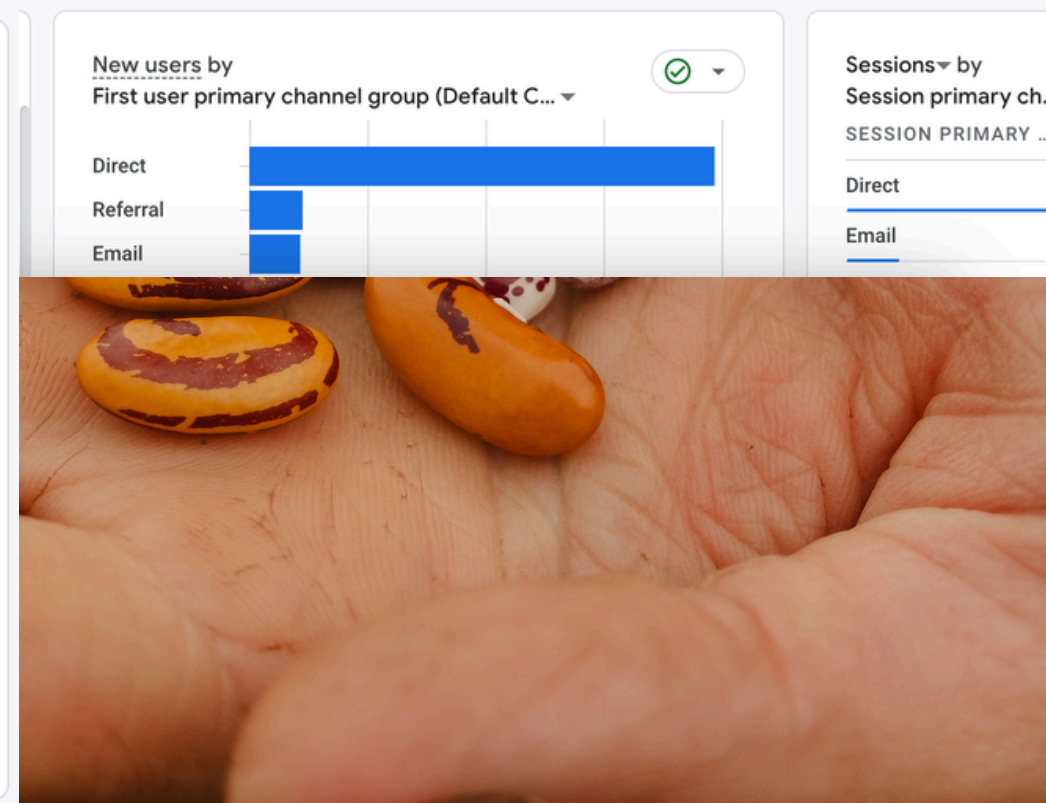 New users by
First user primary channel group (Default C...
Direct
Referral
Email
Sessions by
Session primary ch.
SESSION PRIMARY ...
Direct
Email